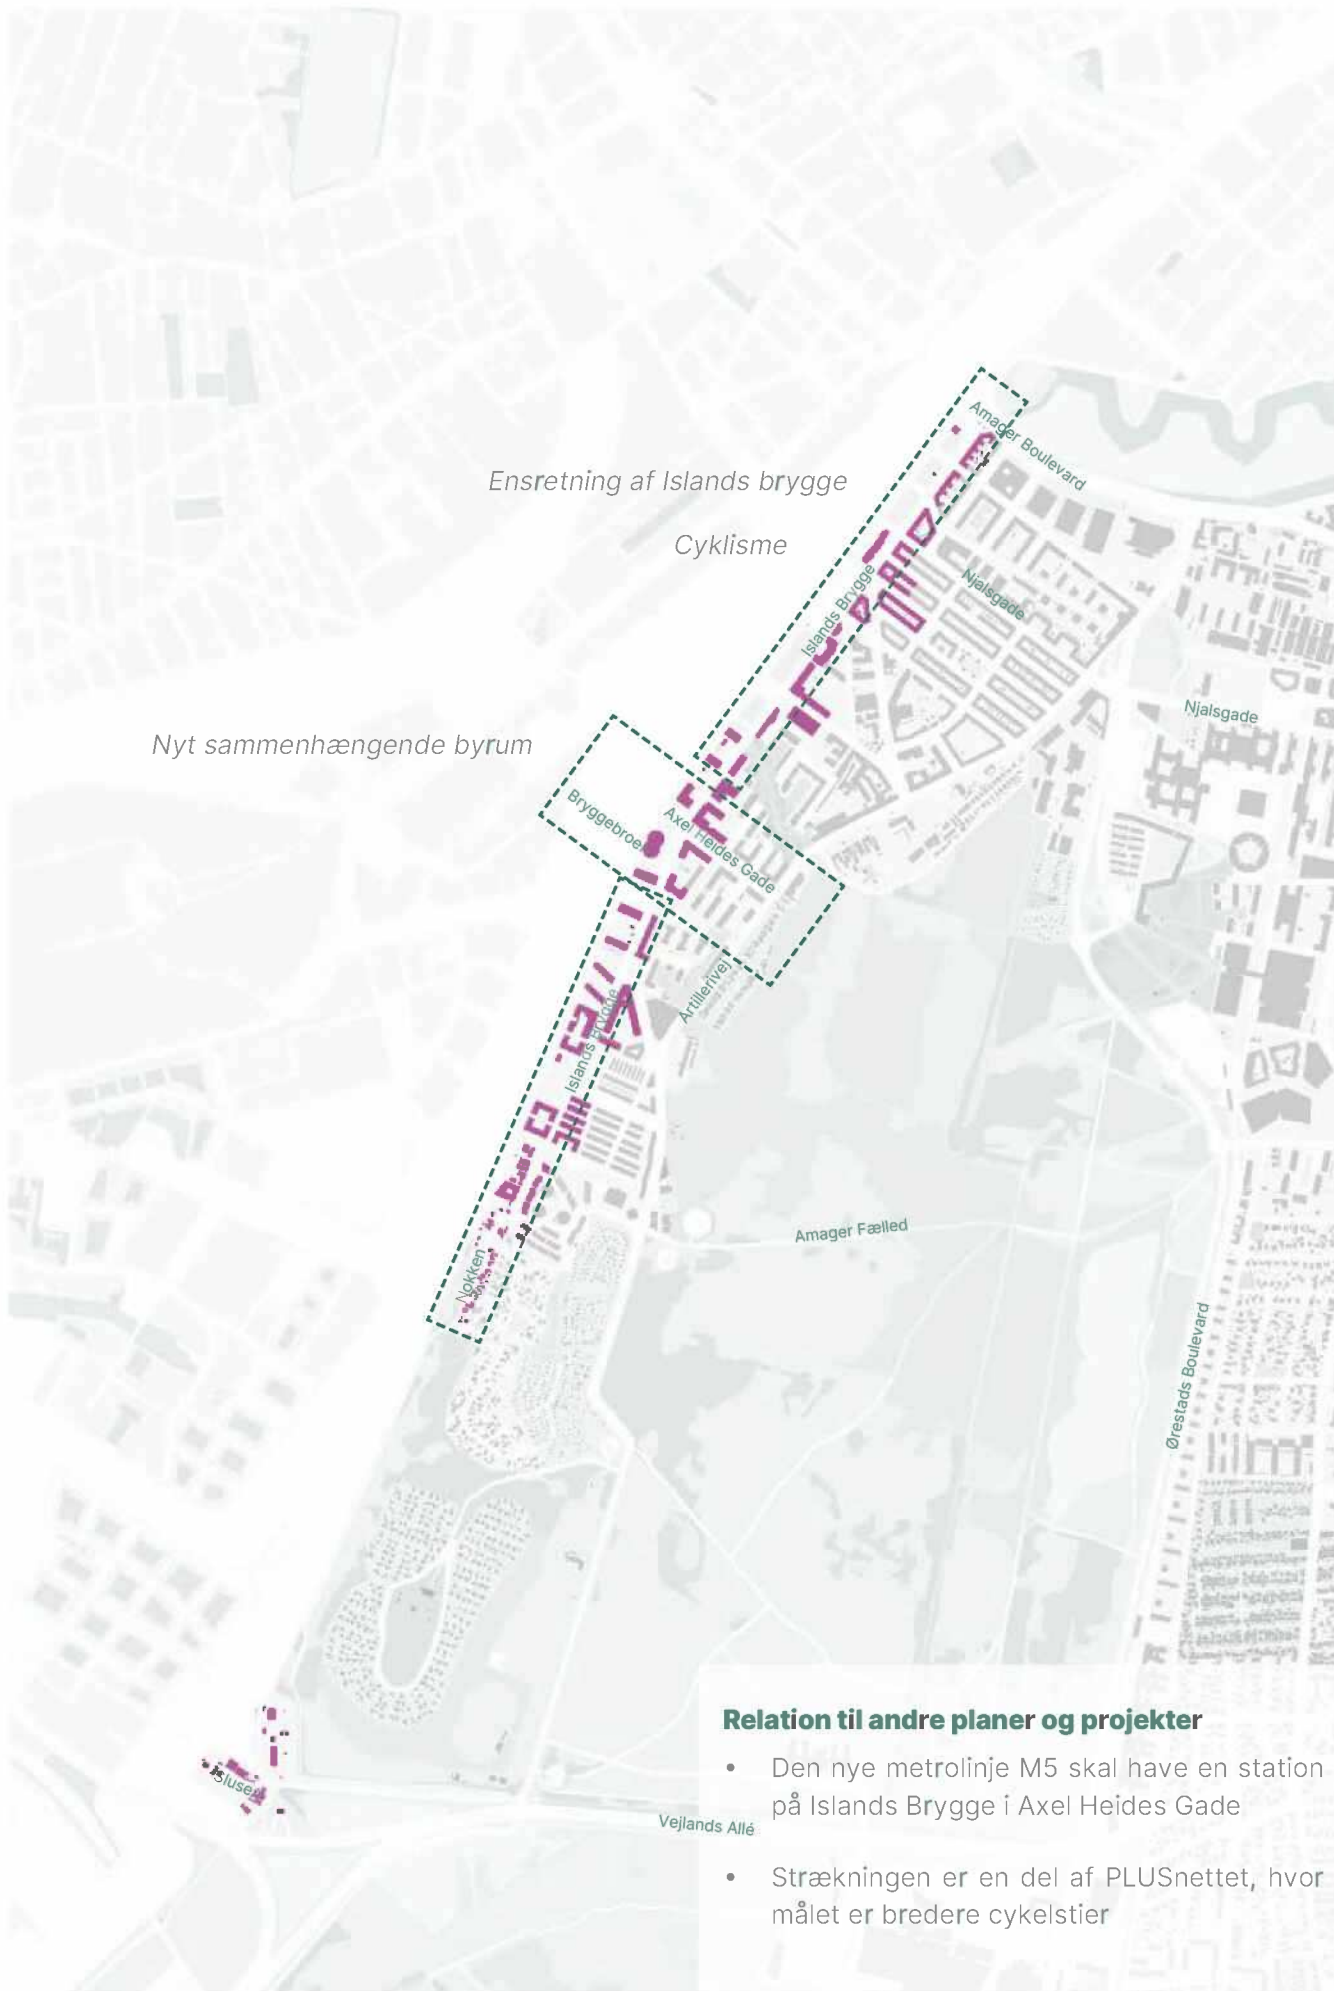 Amager Boulevard
Ensretning af Islands brygge
Cyklisme
Islands Brygge
Njalsgade
Njalsgade
Nyt sammenhængende byrum
Bryggebroen
Axel Heides Gade
Artillerivej
Islands Brygge
Amager Fælled
Nokken
Ørestads Boulevard
Relation til andre planer og projekter
• Den nye metrolinje M5 skal have en station
på Islands Brygge i Axel Heides Gade
Slusen
Vejlands Allé
• Strækningen er en del af PLUSnettet, hvor
målet er bredere cykelstier